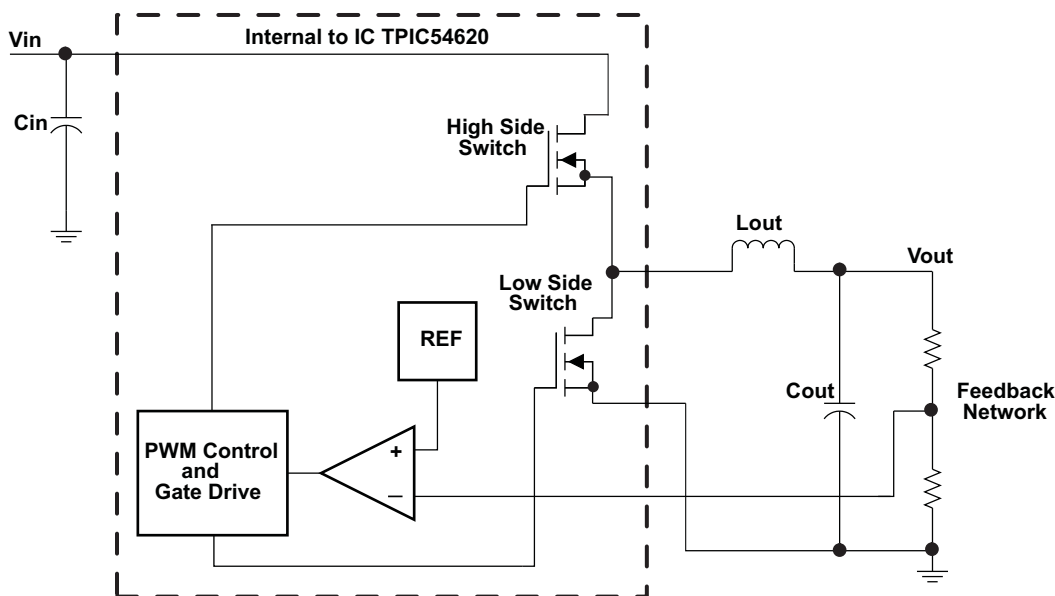 Vin
Internal to IC TPIC54620
Cin
High Side
Switch
Lout
Vout
Low Side
Switch
REF
Cout
Feedback
Network
PWM Control
and
Gate Drive
+
–